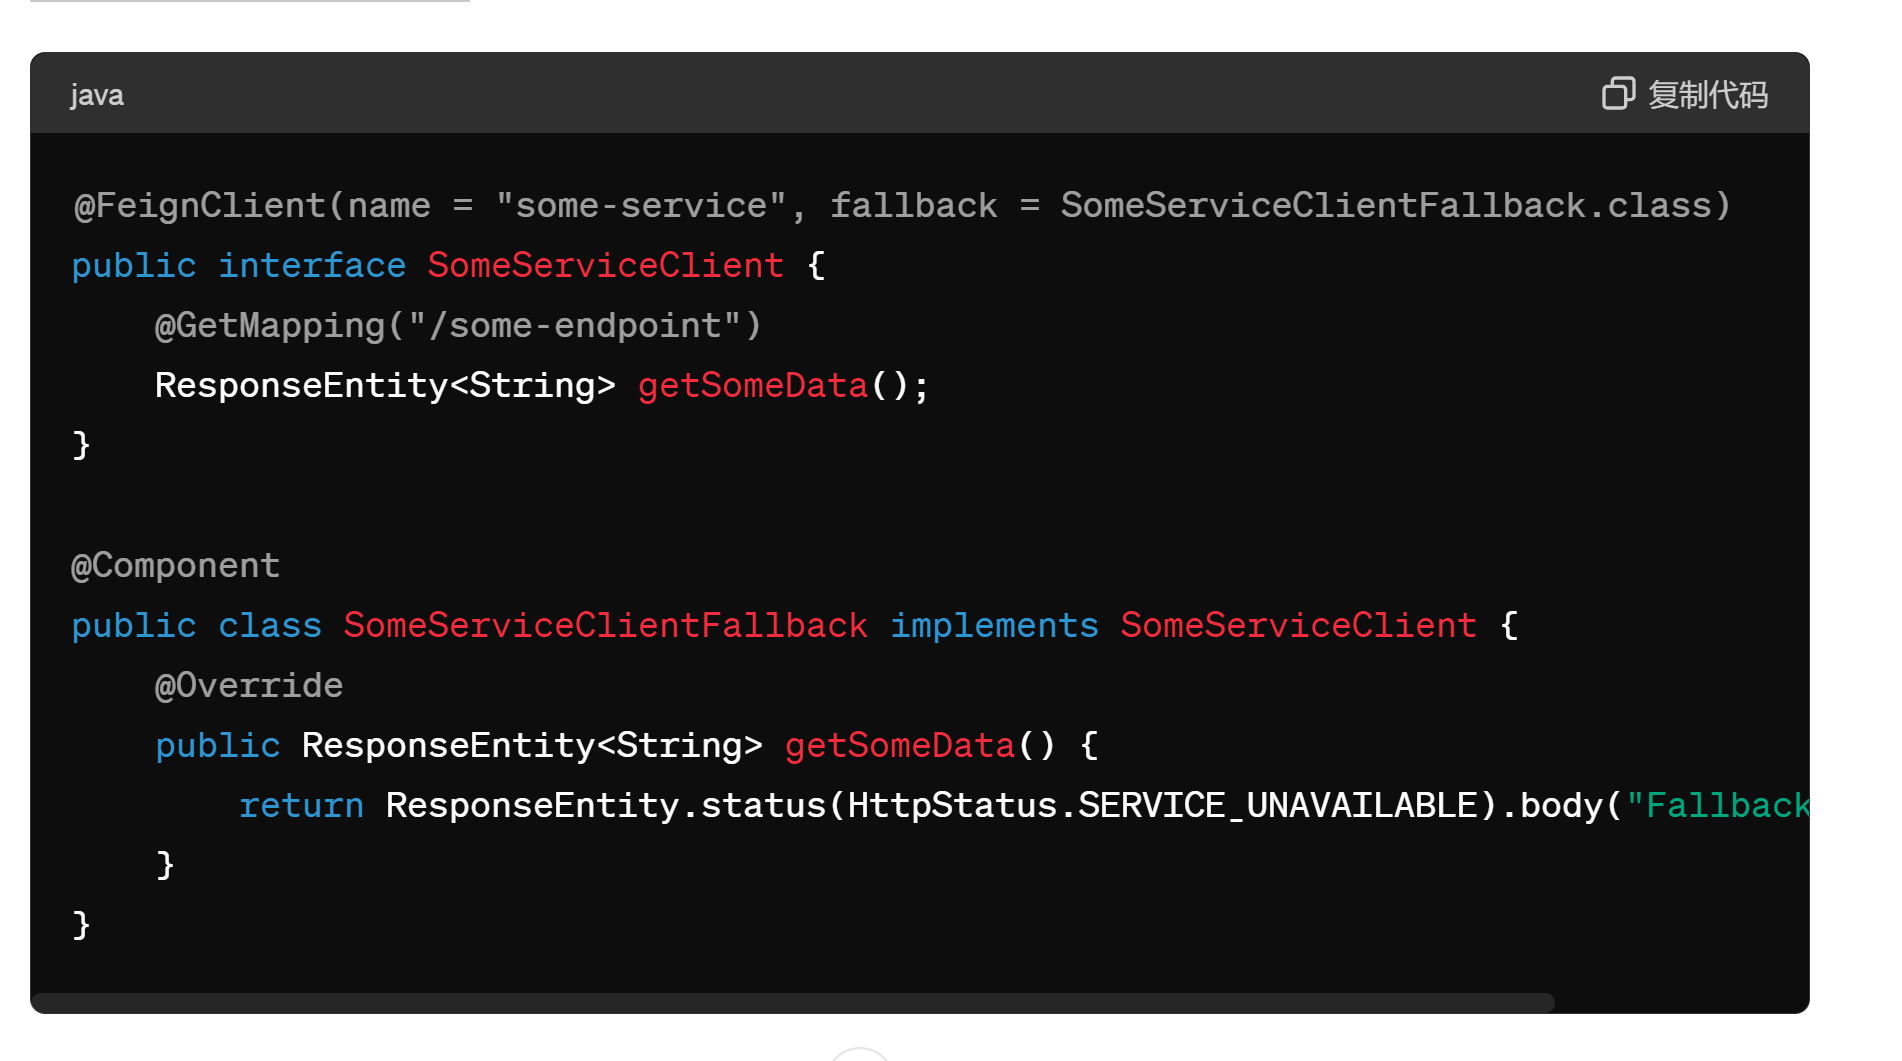 java
复制代码
@FeignClient(name = "some-service", fallback = SomeServiceClientFallback.class)
public interface SomeServiceClient {
    @GetMapping("/some-endpoint")
    ResponseEntity<String> getSomeData();
}

@Component
public class SomeServiceClientFallback implements SomeServiceClient {
    @Override
    public ResponseEntity<String> getSomeData() {
        return ResponseEntity.status(HttpStatus.SERVICE_UNAVAILABLE).body("Fallback
    }
}